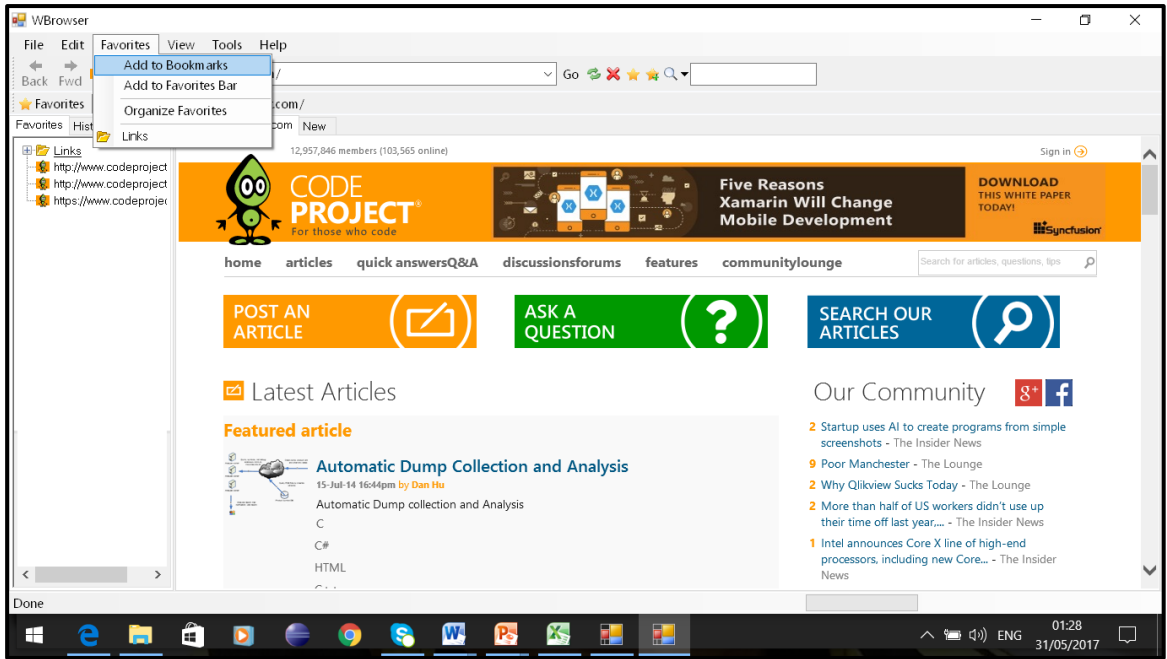 WBrowser
File Edit Favorites View Tools Help
Add to Bookmarks
Add to Favorites Bar
Organize Favorites
Links
Back Fwd / Go
Favorites .com/
Favorites Hist com New
Links
http://www.codeproject
http://www.codeproject
https://www.codeproje
12,957,846 members (103,565 online)
Sign in
CODE
PROJECT®
For those who code
Five Reasons
Xamarin Will Change
Mobile Development
DOWNLOAD
THIS WHITE PAPER
TODAY!
Syncfusion
home articles quick answersQ&A discussionsforums features communitylounge
Search for articles, questions, tips
POST AN
ARTICLE
ASK A
QUESTION
?
SEARCH OUR
ARTICLES
Latest Articles
Featured article
Automatic Dump Collection and Analysis
15-Jul-14 16:44pm by Dan Hu
Automatic Dump collection and Analysis
C
C#
HTML
Our Community
g+ f
2 Startup uses AI to create programs from simple
screenshots - The Insider News
9 Poor Manchester - The Lounge
2 Why Qlikview Sucks Today - The Lounge
2 More than half of US workers didn't use up
their time off last year,... - The Insider News
1 Intel announces Core X line of high-end
processors, including new Core... - The Insider
News
Done
ENG
01:28
31/05/2017